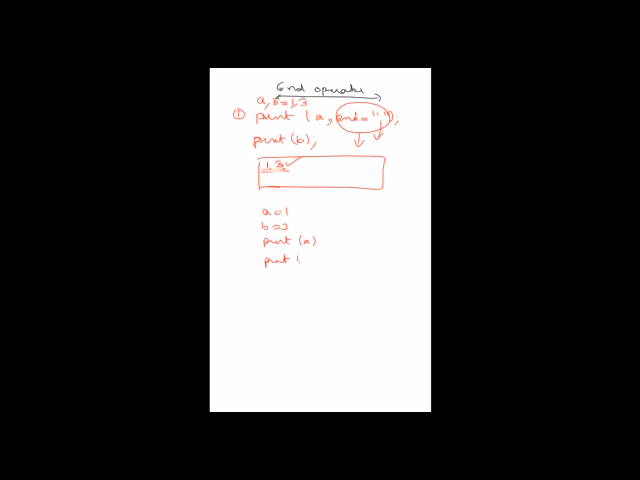 End operator
a, b = 1, 3
① print ( a, end = " " );
print (b),
1, 3
a = 1
b = 3
print (a)
print (